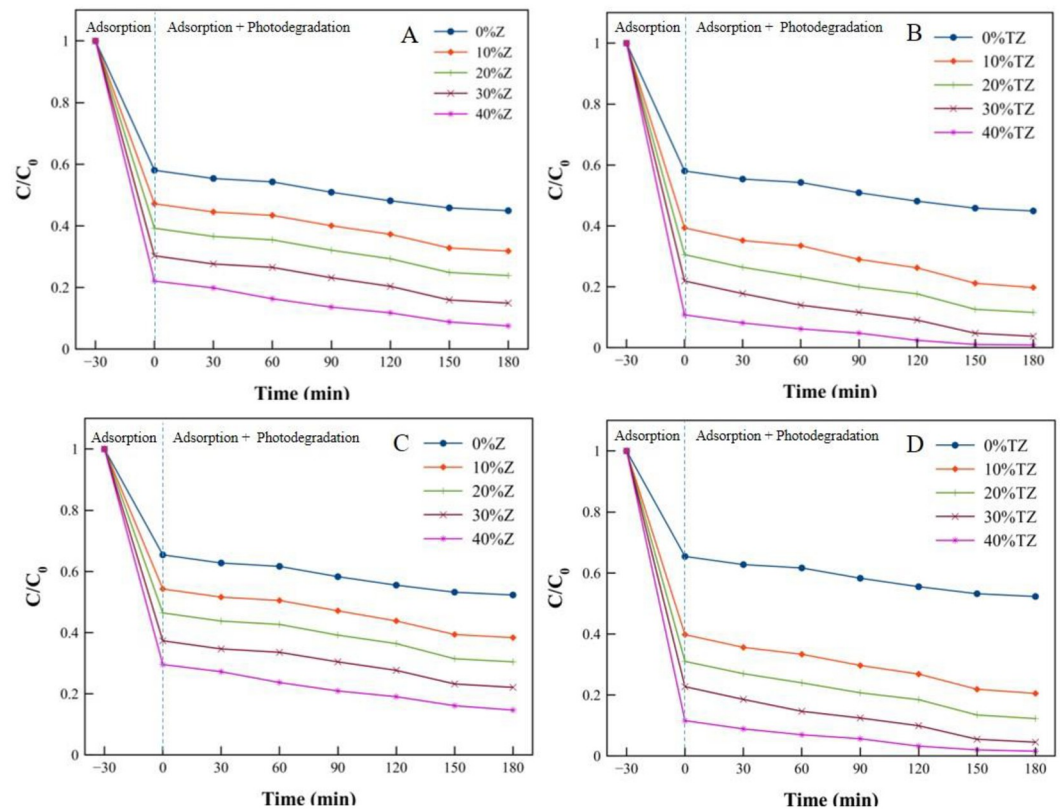 Adsorption Adsorption + Photodegradation
A
0%Z
10%Z
20%Z
30%Z
40%Z
1
0.8
0.6
0.4
0.2
0
C/C0
−30 0 30 60 90 120 150 180
Time (min)
Adsorption Adsorption + Photodegradation
B
0%TZ
10%TZ
20%TZ
30%TZ
40%TZ
1
0.8
0.6
0.4
0.2
0
C/C0
−30 0 30 60 90 120 150 180
Time (min)
Adsorption Adsorption + Photodegradation
C
0%Z
10%Z
20%Z
30%Z
40%Z
1
0.8
0.6
0.4
0.2
0
C/C0
−30 0 30 60 90 120 150 180
Time (min)
Adsorption Adsorption + Photodegradation
D
0%TZ
10%TZ
20%TZ
30%TZ
40%TZ
1
0.8
0.6
0.4
0.2
0
C/C0
−30 0 30 60 90 120 150 180
Time (min)